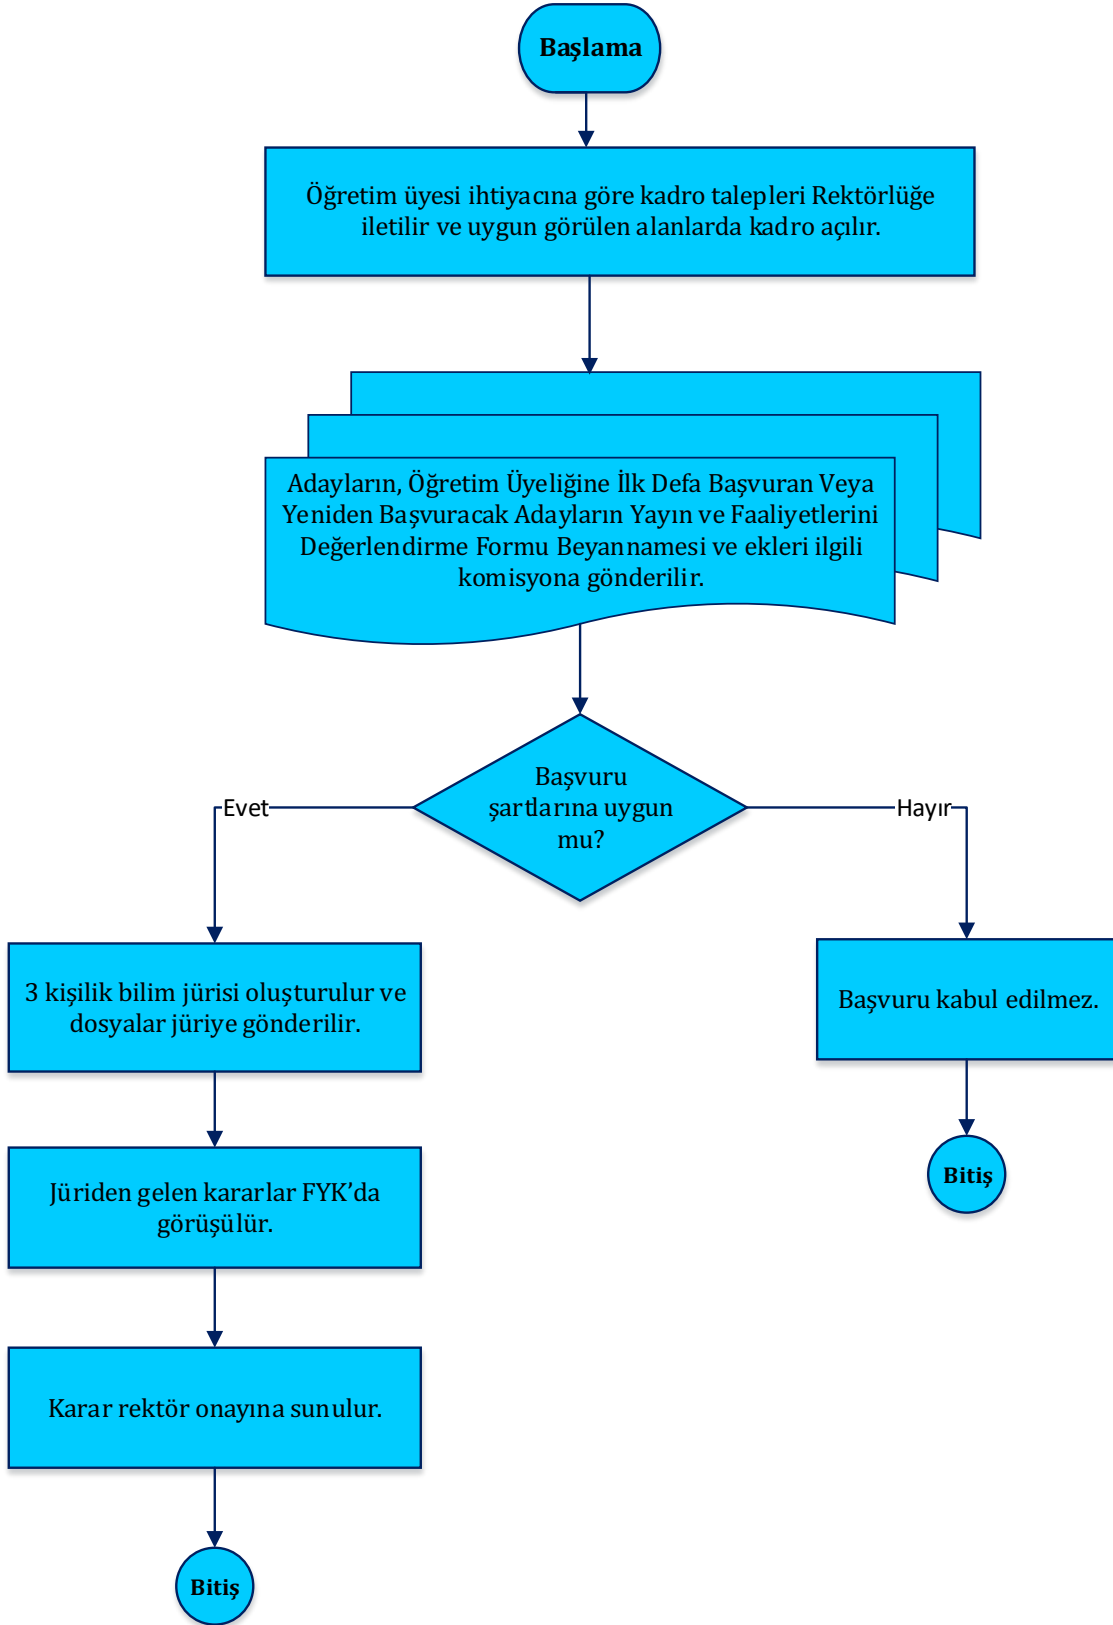 Başlama
Öğretim üyesi ihtiyacına göre kadro talepleri Rektörlüğe
iletilir ve uygun görülen alanlarda kadro açılır.
Adayların, Öğretim Üyeliğine İlk Defa Başvuran Veya
Yeniden Başvuracak Adayların Yayın ve Faaliyetlerini
Değerlendirme Formu Beyannamesi ve ekleri ilgili
komisyona gönderilir.
Başvuru
şartlarına uygun
mu?
Evet
Hayır
3 kişilik bilim jürisi oluşturulur ve
dosyalar jüriye gönderilir.
Başvuru kabul edilmez.
Jüriden gelen kararlar FYK’da
görüşülür.
Bitiş
Karar rektör onayına sunulur.
Bitiş